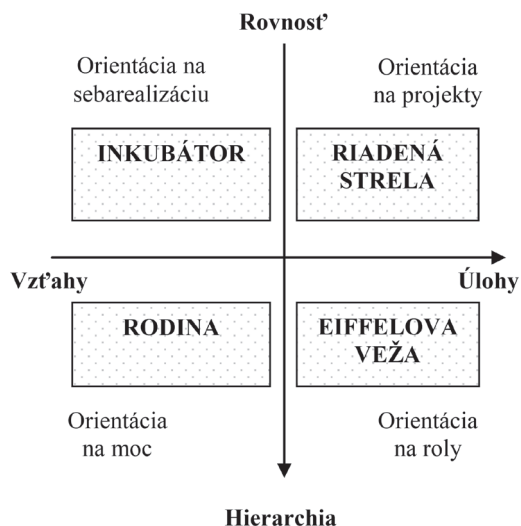 Rovnosť
Orientácia na
sebarealizáciu
Orientácia
na projekty
INKUBÁTOR
RIADENÁ
STRELA
Vzťahy
Úlohy
RODINA
EIFFELOVA
VEŽA
Orientácia
na moc
Orientácia
na roly
Hierarchia